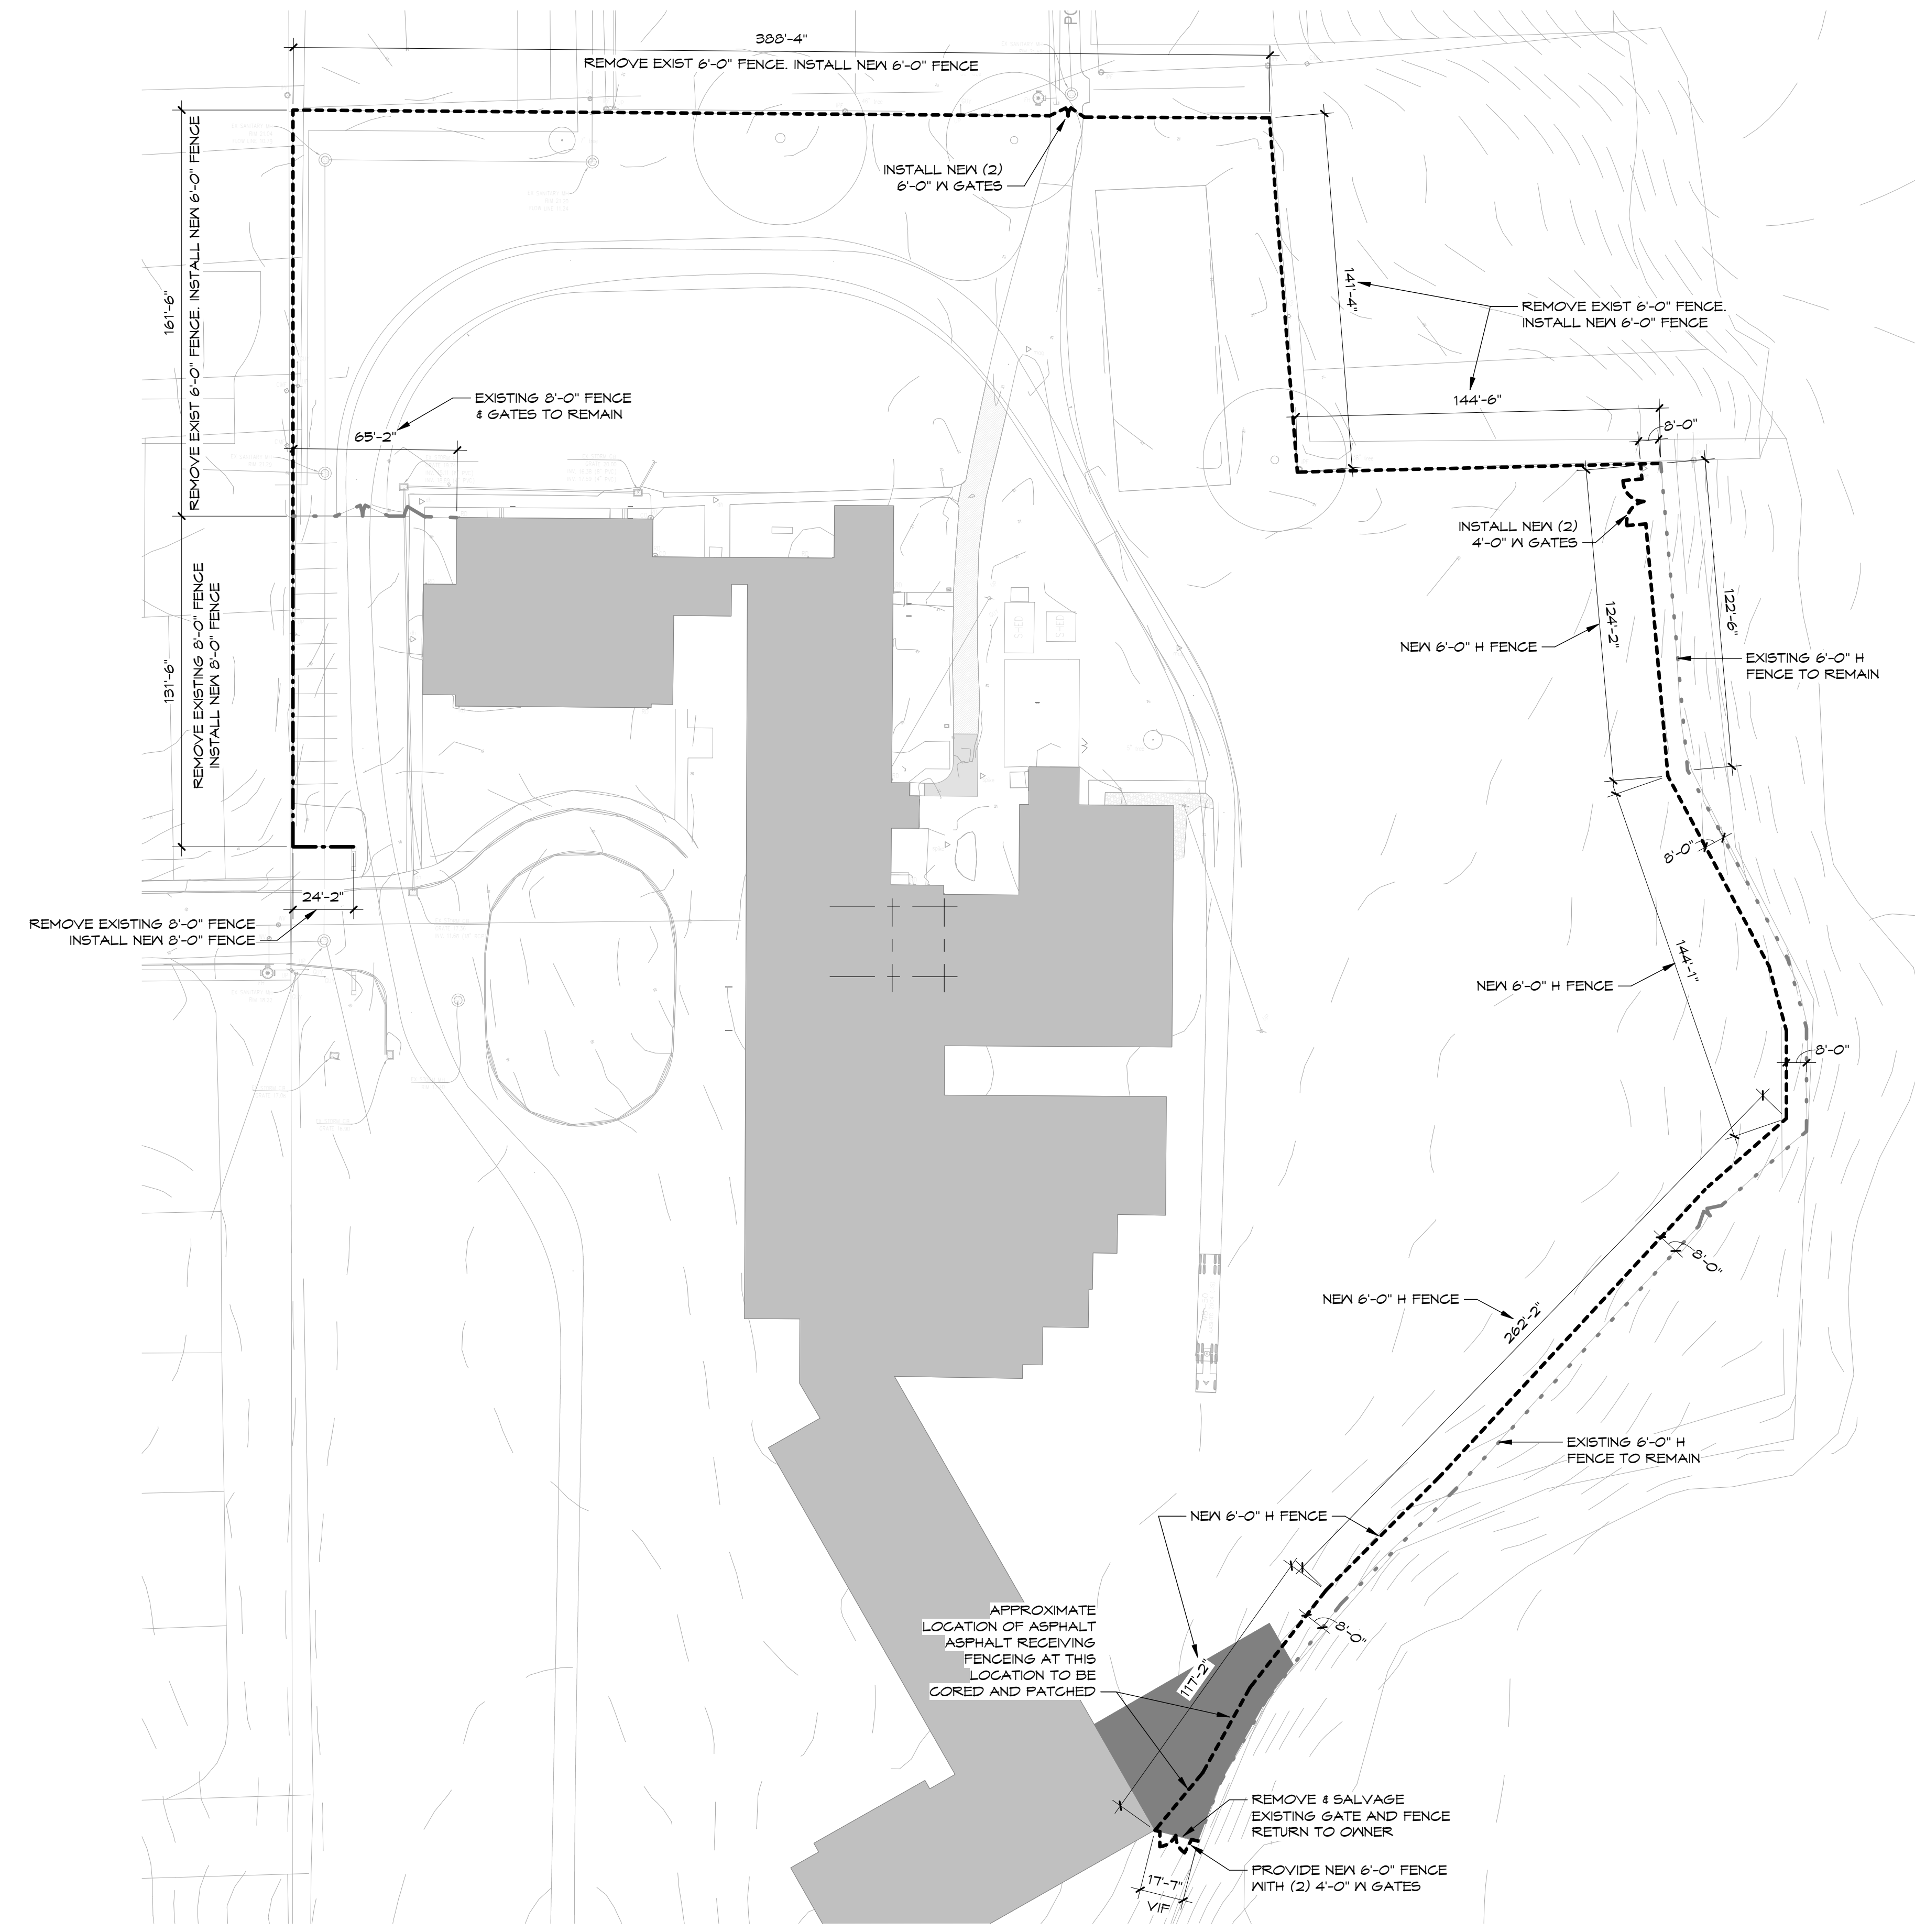 388'-4"
REMOVE EXIST 6'-0" FENCE. INSTALL NEW 6'-0" FENCE
INSTALL NEW (2)
6'-0" W GATES
161'-6"
REMOVE EXIST 6'-0" FENCE. INSTALL NEW 6'-0" FENCE
141'-4"
REMOVE EXIST 6'-0" FENCE.
INSTALL NEW 6'-0" FENCE
144'-6"
8'-0"
EXISTING 8'-0" FENCE
& GATES TO REMAIN
65'-2"
INSTALL NEW (2)
4'-0" W GATES
131'-6"
REMOVE EXISTING 8'-0" FENCE
INSTALL NEW 8'-0" FENCE
SHED
SHED
124'-2"
122'-6"
NEW 6'-0" H FENCE
EXISTING 6'-0" H
FENCE TO REMAIN
8'-0"
24'-2"
REMOVE EXISTING 8'-0" FENCE
INSTALL NEW 8'-0" FENCE
144'-1"
NEW 6'-0" H FENCE
8'-0"
8'-0"
NEW 6'-0" H FENCE
262'-2"
EXISTING 6'-0" H
FENCE TO REMAIN
NEW 6'-0" H FENCE
APPROXIMATE
LOCATION OF ASPHALT
ASPHALT RECEIVING
FENCEING AT THIS
LOCATION TO BE
CORED AND PATCHED
8'-0"
117'-2"
REMOVE & SALVAGE
EXISTING GATE AND FENCE
RETURN TO OWNER
PROVIDE NEW 6'-0" FENCE
WITH (2) 4'-0" W GATES
17'-7"
VIF